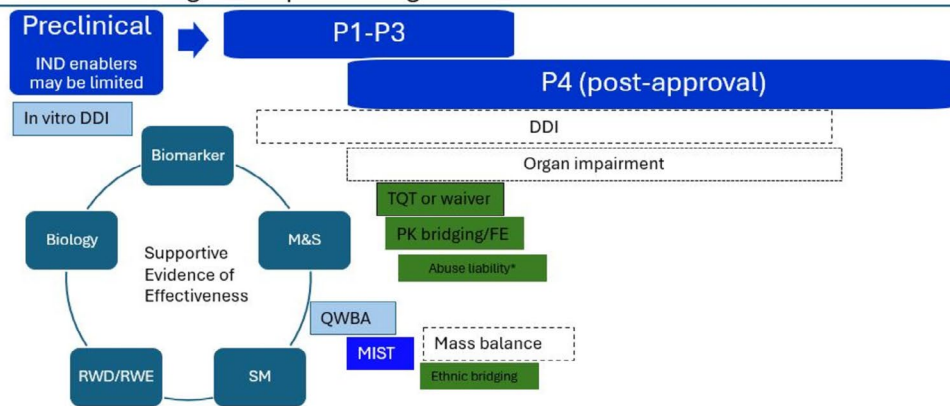 Preclinical
IND enablers
may be limited
P1-P3
P4 (post-approval)
In vitro DDI
DDI
Organ impairment
TQT or waiver
PK bridging/FE
Abuse liability*
Biomarker
Biology
M&S
Supportive
Evidence of
Effectiveness
QWBA
MIST
Mass balance
Ethnic bridging
RWD/RWE
SM